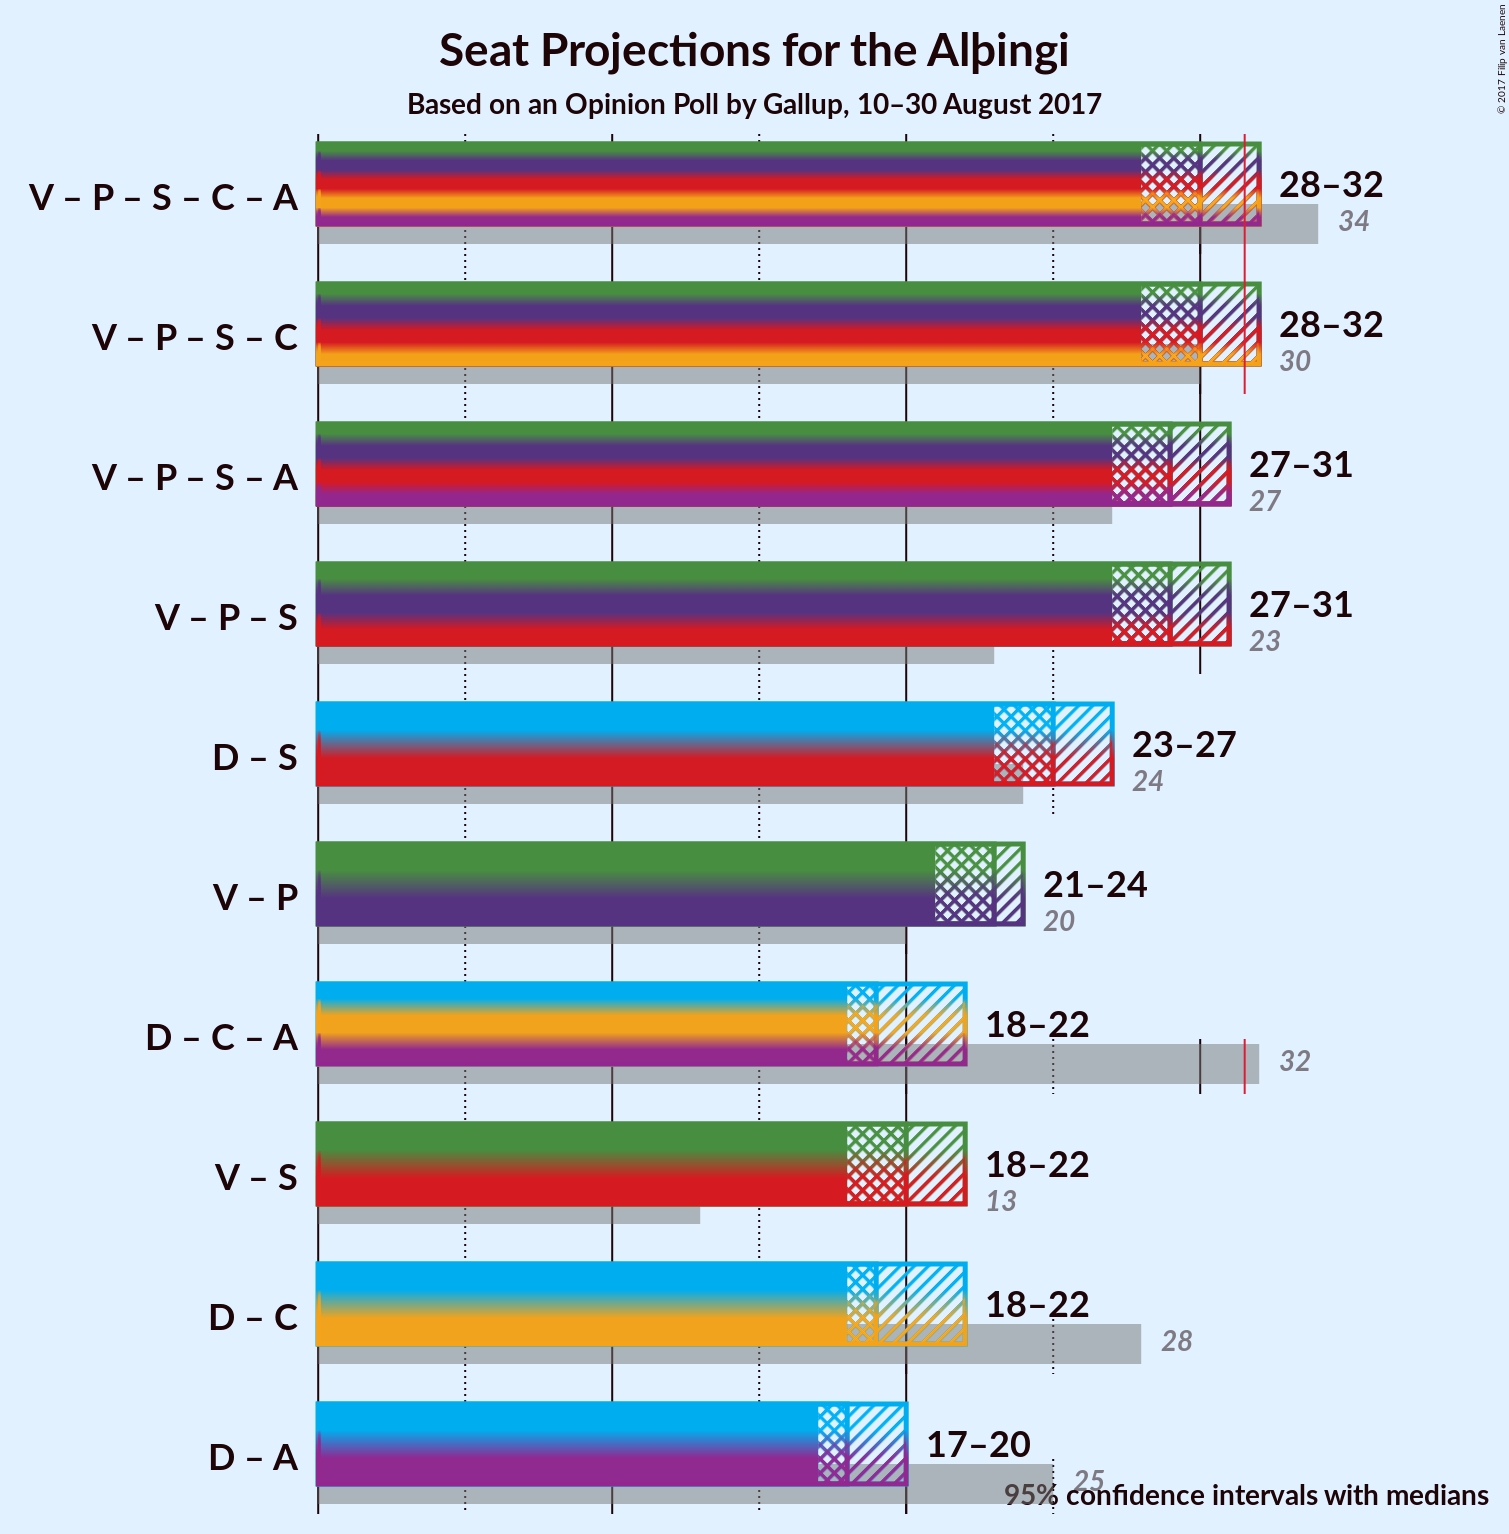 Seat Projections for the Alþingi
Based on an Opinion Poll by Gallup, 10–30 August 2017
© 2017 Filip van Laenen
V – P – S – C – A
28–32
34
V – P – S – C
28–32
30
V – P – S – A
27–31
27
V – P – S
27–31
23
D – S
23–27
24
V – P
21–24
20
D – C – A
18–22
32
V – S
18–22
13
D – C
18–22
28
D – A
17–20
25
95% confidence intervals with medians